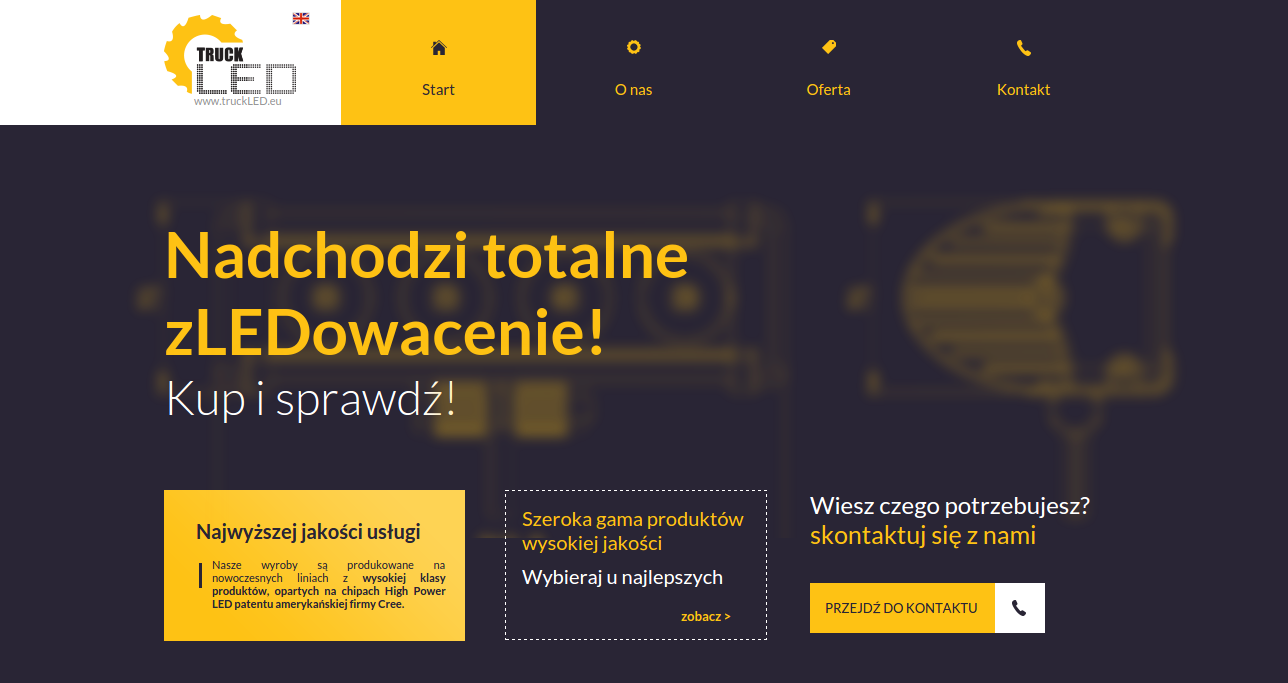 TRUCK
LED
www.truckLED.eu
Start
O nas
Oferta
Kontakt
Nadchodzi totalne
zLEDowacenie!
Kup i sprawdź!
Najwyższej jakości usługi
Nasze wyroby są produkowane na
nowoczesnych liniach z wysokiej klasy
produktów, opartych na chipach High Power
LED patentu amerykańskiej firmy Cree.
Szeroka gama produktów
wysokiej jakości
Wybieraj u najlepszych
zobacz >
Wiesz czego potrzebujesz?
skontaktuj się z nami
PRZEJDŹ DO KONTAKTU